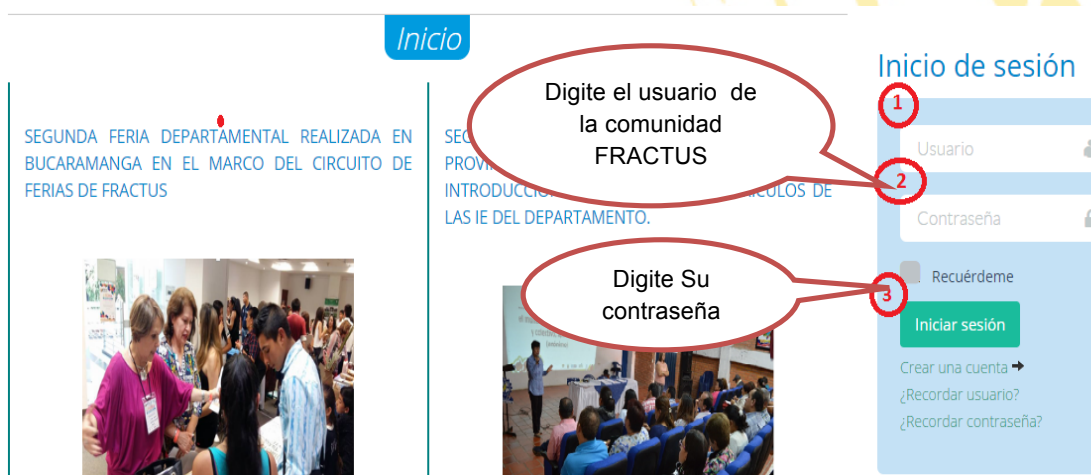 Inicio
SEGUNDA FERIA DEPARTAMENTAL REALIZADA EN
BUCARAMANGA EN EL MARCO DEL CIRCUITO DE
FERIAS DE FRACTUS
PROVI
INTRODUCCI
LAS IE DEL DEPARTAMENTO.
Digite el usuario de
la comunidad
FRACTUS
Digite Su
contraseña
Inicio de sesión
1
Usuario
2
Contraseña
Recuérdeme
3
Iniciar sesión
Crear una cuenta
¿Recordar usuario?
¿Recordar contraseña?